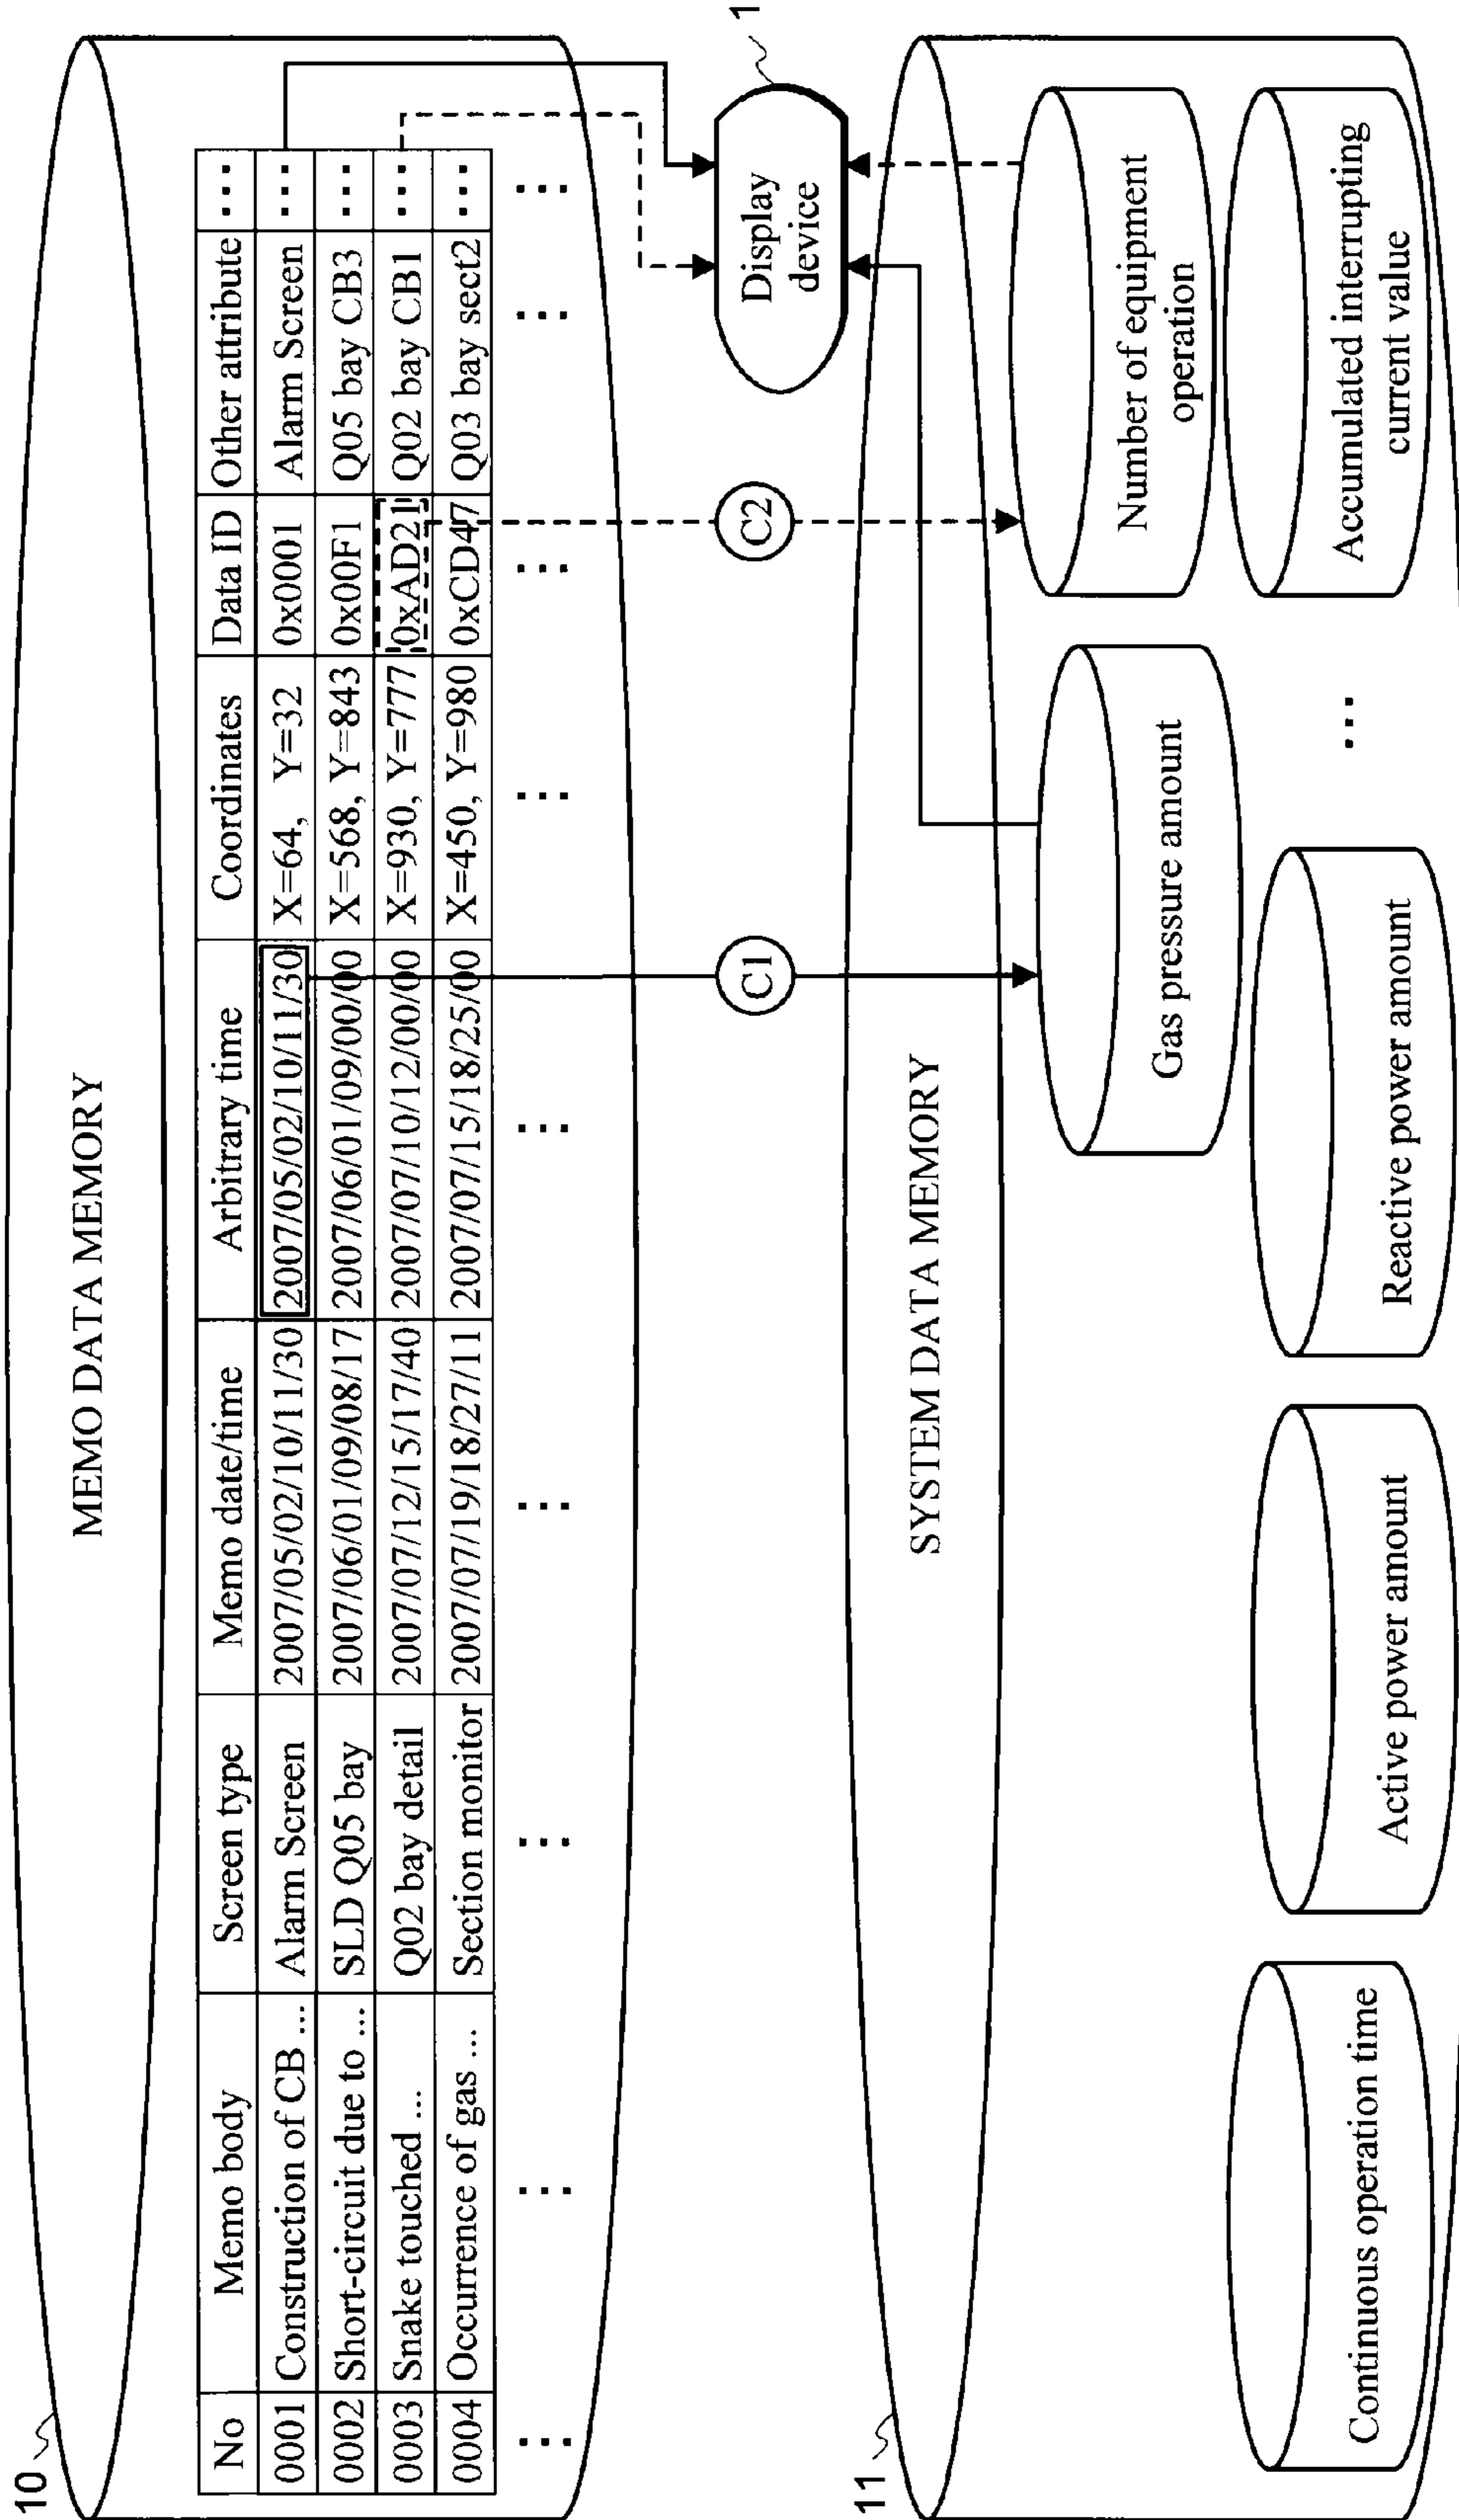 10
MEMO DATA MEMORY
No Memo body Screen type Memo date/time Arbitrary time Coordinates Data ID Other attribute ...
0001 Construction of CB ... Alarm Screen 2007/05/02/10/11/30 2007/05/02/10/11/30 X=64, Y=32 0x0001 Alarm Screen ...
0002 Short-circuit due to ... SLD Q05 bay 2007/06/01/09/08/17 2007/06/01/09/00/00 X=568, Y=843 0x00F1 Q05 bay CB3 ...
0003 Snake touched ... Q02 bay detail 2007/07/12/15/17/40 2007/07/10/12/00/00 X=930, Y=777 0xAD21 Q02 bay CB1 ...
0004 Occurrence of gas ... Section monitor 2007/07/19/18/27/11 2007/07/15/18/25/00 X=450, Y=980 0xCD47 Q03 bay sect2 ...
... ... ... ... ... ... ... ... ...
C1
C2
Display
device
1
11
SYSTEM DATA MEMORY
Gas pressure amount
Number of equipment
operation
Continuous operation time
Active power amount
Reactive power amount
...
Accumulated interrupting
current value